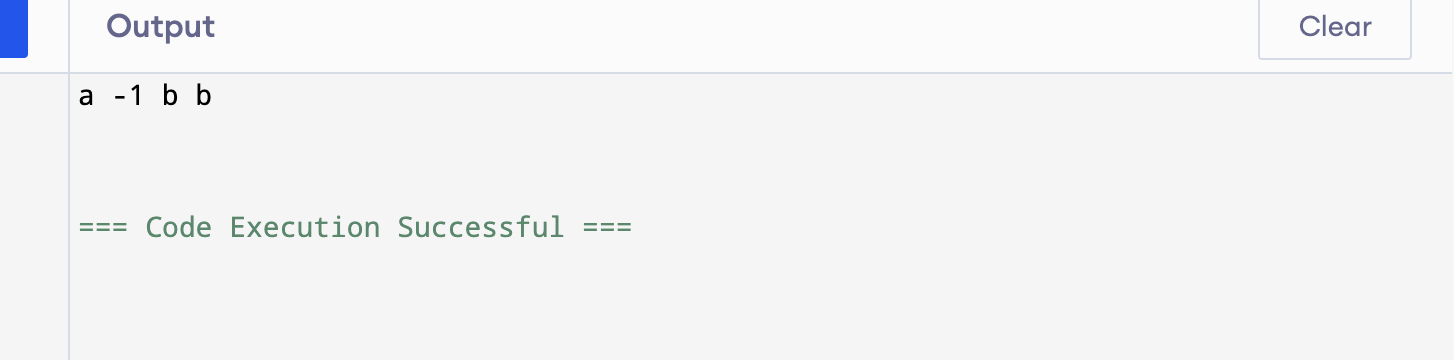 Output
Clear
a -1 b b
=== Code Execution Successful ===